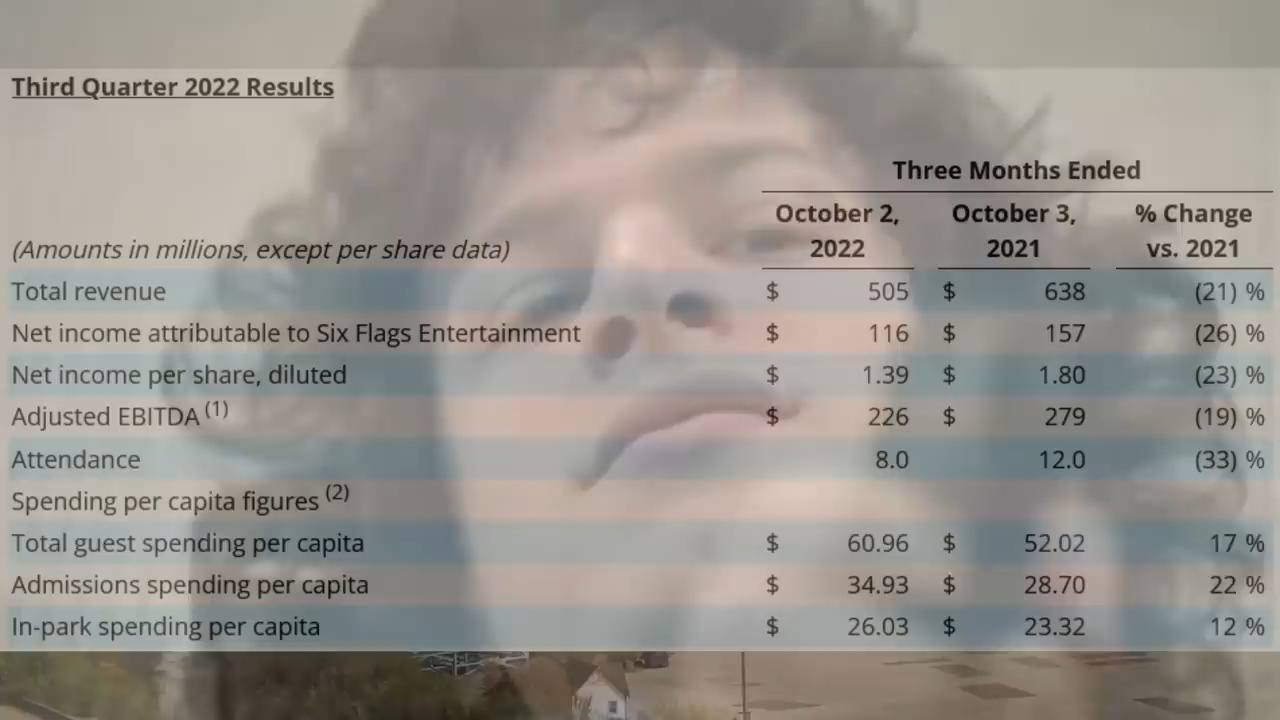 Third Quarter 2022 Results
Three Months Ended
October 2, October 3, % Change
(Amounts in millions, except per share data) 2022 2021 vs. 2021
Total revenue $ 505 $ 638 (21) %
Net income attributable to Six Flags Entertainment $ 116 $ 157 (26) %
Net income per share, diluted $ 1.39 $ 1.80 (23) %
Adjusted EBITDA (1) $ 226 $ 279 (19) %
Attendance 8.0 12.0 (33) %
Spending per capita figures (2)
Total guest spending per capita $ 60.96 $ 52.02 17 %
Admissions spending per capita $ 34.93 $ 28.70 22 %
In-park spending per capita $ 26.03 $ 23.32 12 %